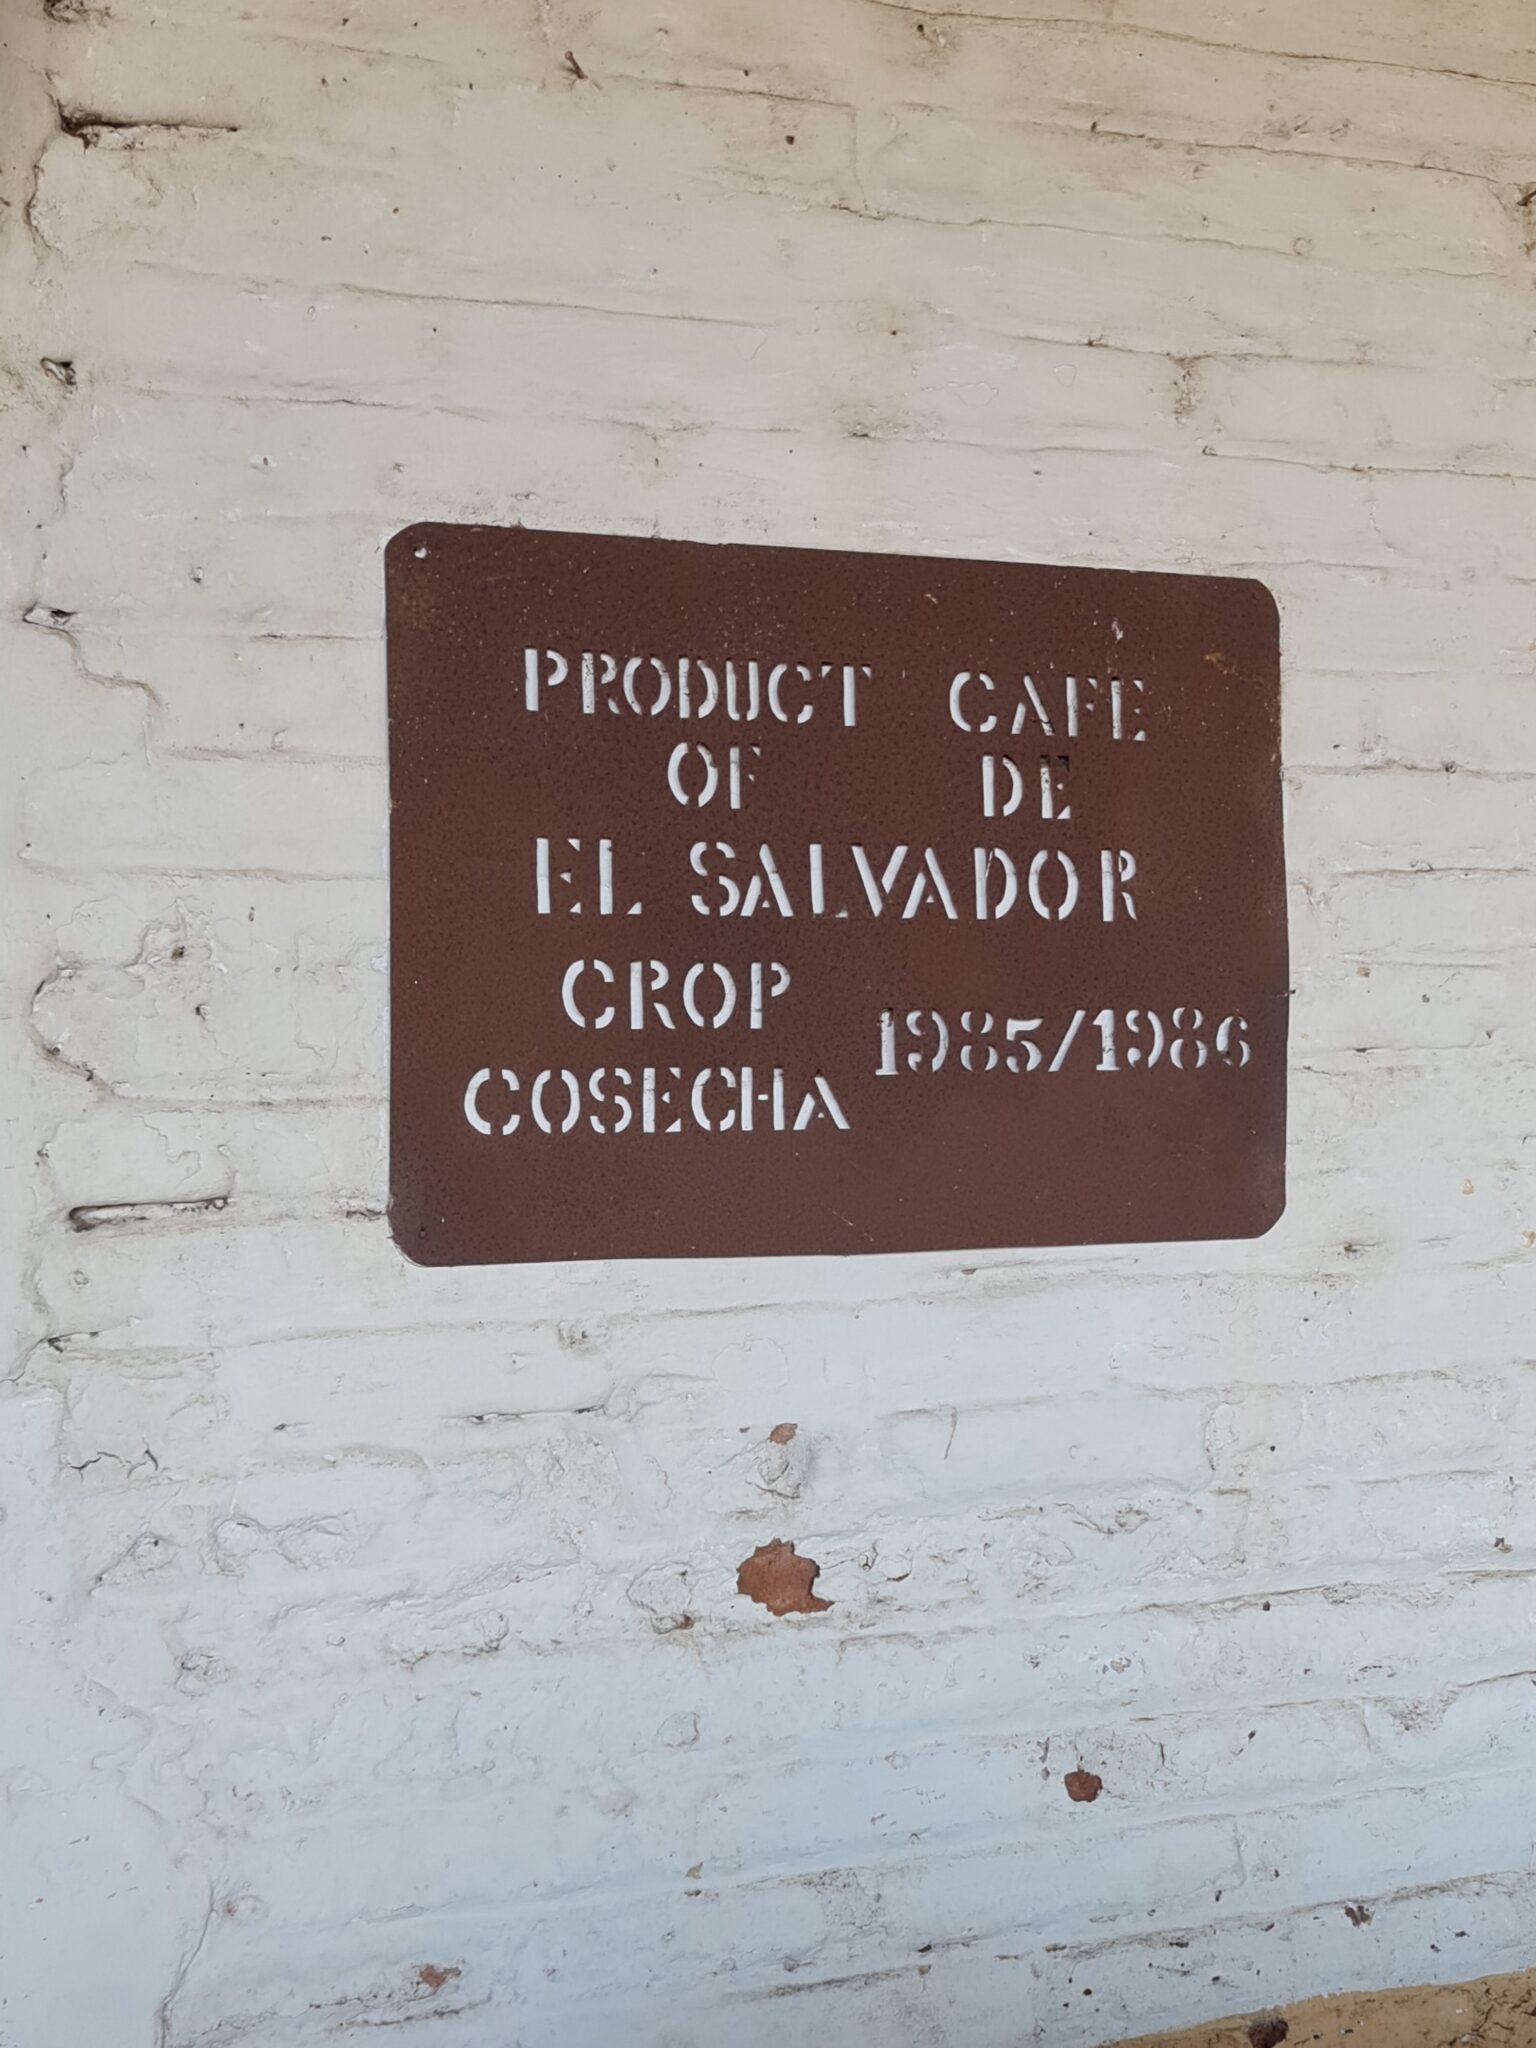 PRODUCT CAFE
OF DE
EL SALVADOR
CROP
1985/1986
COSECHA